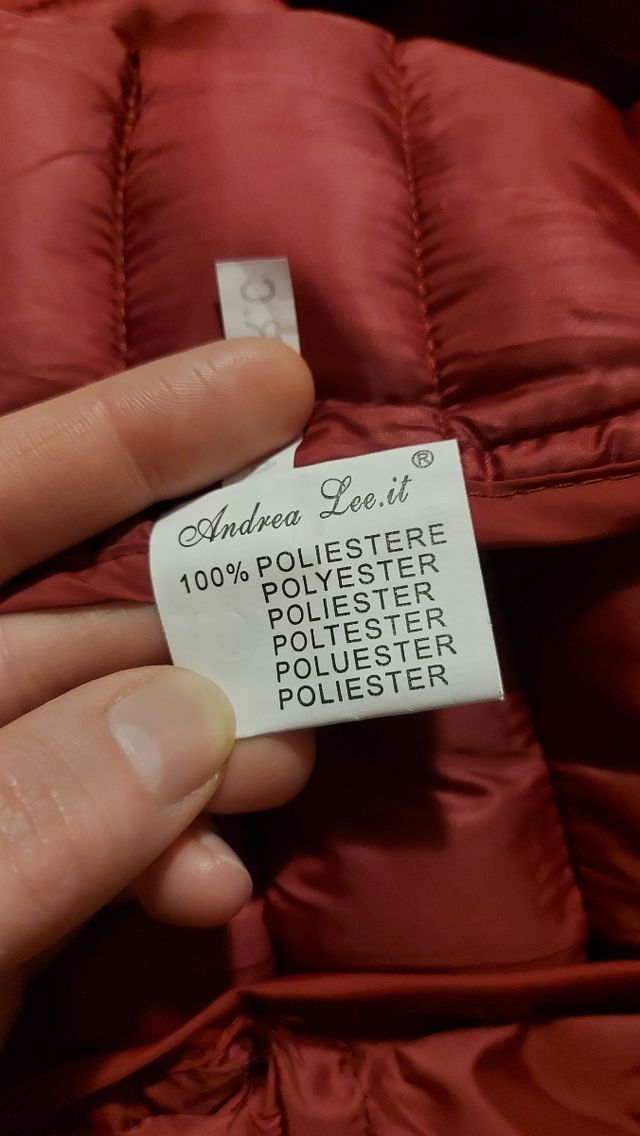 Andrea Lee.it ®
100% POLIESTERE
POLYESTER
POLIESTER
POLTESTER
POLUESTER
POLIESTER